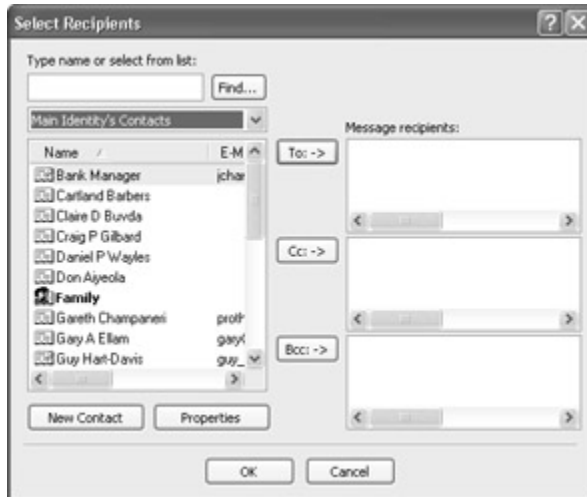 Select Recipients
Type name or select from list:
Find...
Main Identity's Contacts
Message recipients:
Name / E-M
To: ->
Bank Manager jchar
Cartland Barbers
Claire D Buvda
Craig P Gilbard
Cc: ->
Daniel P Wayles
Don Aiyeola
Family
Gareth Champaneri proth
Gary A Ellam gary
Bcc: ->
Guy Hart-Davis guy_
New Contact Properties
OK Cancel